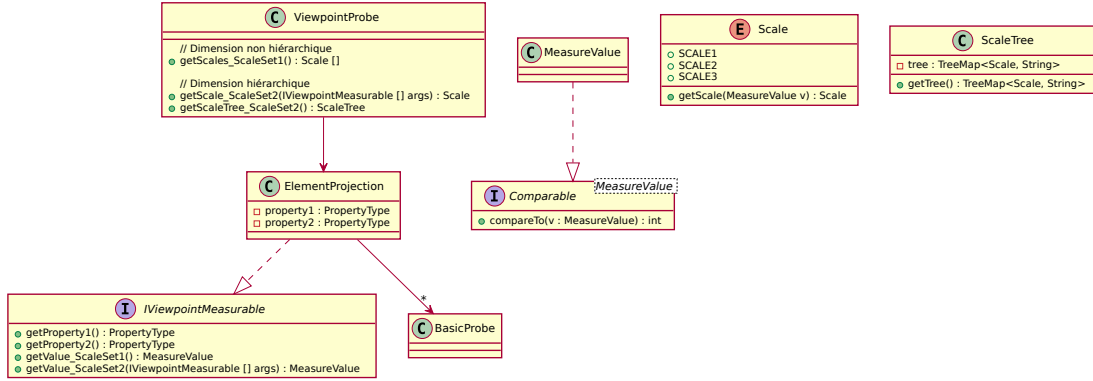 C ViewpointProbe
// Dimension non hiérarchique
getScales_ScaleSet1() : Scale []
// Dimension hiérarchique
getScale_ScaleSet2(IViewpointMeasurable [] args) : Scale
getScaleTree_ScaleSet2() : ScaleTree
C MeasureValue
E Scale
SCALE1
SCALE2
SCALE3
getScale(MeasureValue v) : Scale
C ScaleTree
tree : TreeMap<Scale, String>
getTree() : TreeMap<Scale, String>
C ElementProjection
property1 : PropertyType
property2 : PropertyType
I Comparable
MeasureValue
compareTo(v : MeasureValue) : int
I IViewpointMeasurable
getProperty1() : PropertyType
getProperty2() : PropertyType
getValue_ScaleSet1() : MeasureValue
getValue_ScaleSet2(IViewpointMeasurable [] args) : MeasureValue
*
C BasicProbe